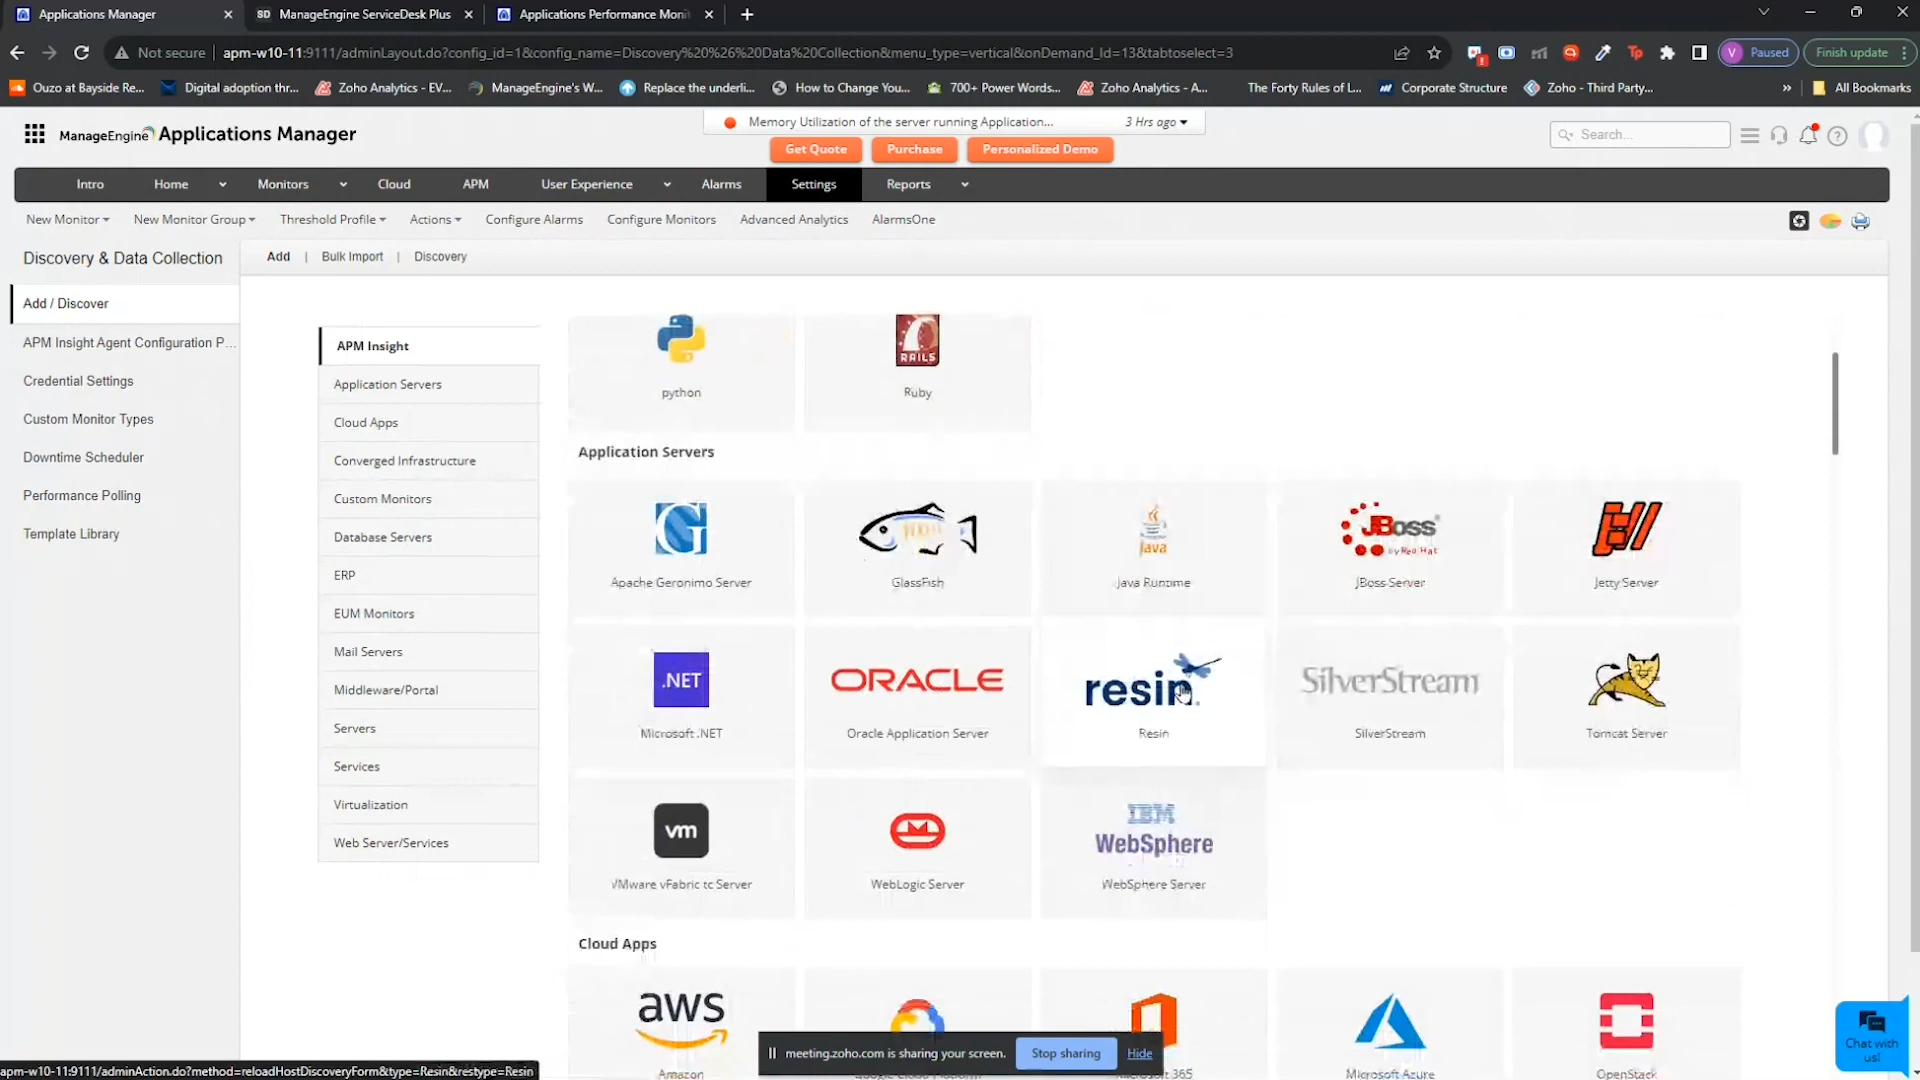 Applications Manager
ManageEngine ServiceDesk Plus
Applications Performance Monit
Not secure
apm-w10-11:9111/adminLayout.do?config_id=1&config_name=Discovery%20%26%20Data%20Collection&menu_type=vertical&onDemand_Id=13&tabtoselect=3
V Paused
Finish update
Ouzo at Bayside Re...
Digital adoption thr...
Zoho Analytics - EV...
ManageEngine's W...
Replace the underli...
How to Change You...
700+ Power Words...
Zoho Analytics - A...
The Forty Rules of L...
Corporate Structure
Zoho - Third Party...
All Bookmarks
ManageEngine Applications Manager
Memory Utilization of the server running Application...
3 Hrs ago
Search...
Get Quote
Purchase
Personalized Demo
Intro
Home
Monitors
Cloud
APM
User Experience
Alarms
Settings
Reports
New Monitor
New Monitor Group
Threshold Profile
Actions
Configure Alarms
Configure Monitors
Advanced Analytics
AlarmsOne
Discovery & Data Collection
Add | Bulk Import | Discovery
Add / Discover
APM Insight Agent Configuration P...
Credential Settings
Custom Monitor Types
Downtime Scheduler
Performance Polling
Template Library
APM Insight
Application Servers
Cloud Apps
Converged Infrastructure
Custom Monitors
Database Servers
ERP
EUM Monitors
Mail Servers
Middleware/Portal
Servers
Services
Virtualization
Web Server/Services
RAILS
python
Ruby
Application Servers
Java
JBoss
by Red Hat
Apache Geronimo Server
GlassFish
Java Runtime
JBoss Server
Jetty Server
.NET
ORACLE
resin
SilverStream
Microsoft .NET
Oracle Application Server
Resin
SilverStream
Tomcat Server
vm
IBM
WebSphere
VMware vFabric tc Server
WebLogic Server
WebSphere Server
Cloud Apps
aws
Amazon
Microsoft Azure
OpenStack
meeting.zoho.com is sharing your screen.
Stop sharing
Hide
Chat with
us!
apm-w10-11:9111/adminAction.do?method=reloadHostDiscoveryForm&type=Resin&restype=Resin